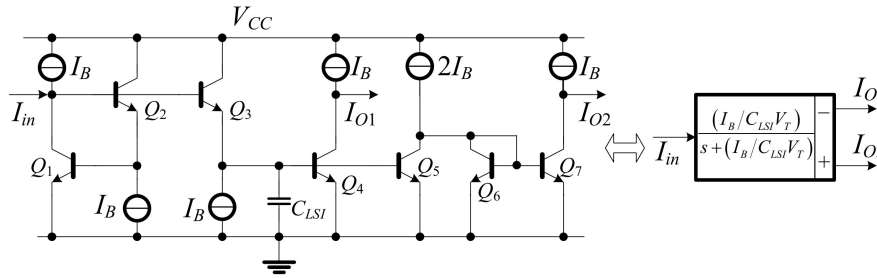 V_CC
I_B
I_B
2I_B
I_B
I_in
Q_2
Q_3
I_O1
I_O2
Q_1
Q_4
Q_5
Q_6
Q_7
I_B
I_B
C_LSI
I_in
(I_B/C_LSI V_T)
s+(I_B/C_LSI V_T)
−
+
I_O
I_O